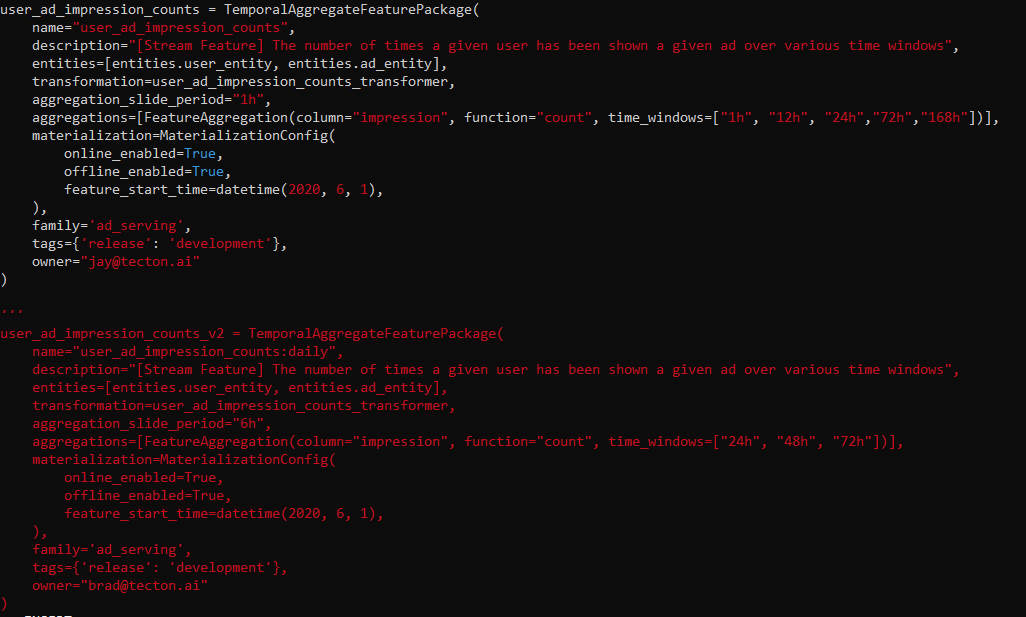 user_ad_impression_counts = TemporalAggregateFeaturePackage(
    name="user_ad_impression_counts",
    description="[Stream Feature] The number of times a given user has been shown a given ad over various time windows",
    entities=[entities.user_entity, entities.ad_entity],
    transformation=user_ad_impression_counts_transformer,
    aggregation_slide_period="1h",
    aggregations=[FeatureAggregation(column="impression", function="count", time_windows=["1h", "12h", "24h","72h","168h"])],
    materialization=MaterializationConfig(
        online_enabled=True,
        offline_enabled=True,
        feature_start_time=datetime(2020, 6, 1),
    ),
    family='ad_serving',
    tags={'release': 'development'},
    owner="jay@tecton.ai"
)
'''
user_ad_impression_counts_v2 = TemporalAggregateFeaturePackage(
    name="user_ad_impression_counts:daily",
    description="[Stream Feature] The number of times a given user has been shown a given ad over various time windows",
    entities=[entities.user_entity, entities.ad_entity],
    transformation=user_ad_impression_counts_transformer,
    aggregation_slide_period="6h",
    aggregations=[FeatureAggregation(column="impression", function="count", time_windows=["24h", "48h", "72h"])],
    materialization=MaterializationConfig(
        online_enabled=True,
        offline_enabled=True,
        feature_start_time=datetime(2020, 6, 1),
    ),
    family='ad_serving',
    tags={'release': 'development'},
    owner="brad@tecton.ai"
)